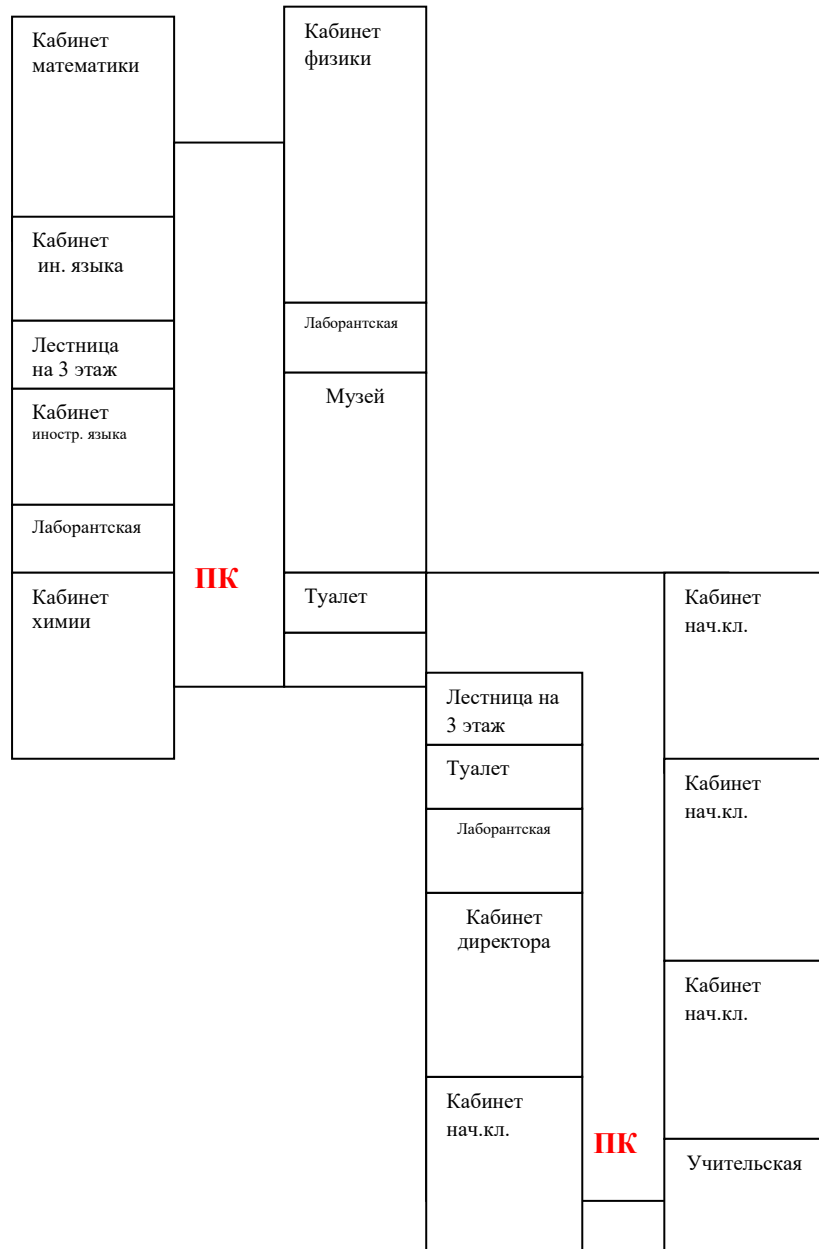 Кабинет
математики
Кабинет
физики
Кабинет
ин. языка
Лаборантская
Лестница
на 3 этаж
Музей
Кабинет
иностр. языка
Лаборантская
ПК
Кабинет
химии
Туалет
Кабинет
нач.кл.
Лестница на
3 этаж
Туалет
Кабинет
нач.кл.
Лаборантская
Кабинет
директора
Кабинет
нач.кл.
Кабинет
нач.кл.
ПК
Учительская